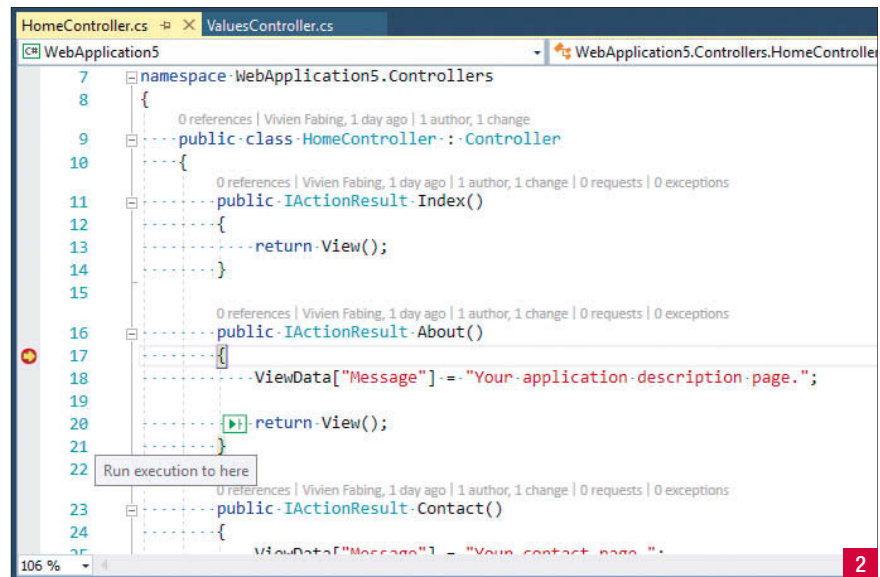 HomeController.cs ValuesController.cs
C# WebApplication5 WebApplication5.Controllers.HomeController
7 namespace WebApplication5.Controllers
8 {
0 references | Vivien Fabing, 1 day ago | 1 author, 1 change
9 public class HomeController : Controller
10 {
0 references | Vivien Fabing, 1 day ago | 1 author, 1 change | 0 requests | 0 exceptions
11 public IActionResult Index()
12 {
13 return View();
14 }
15
0 references | Vivien Fabing, 1 day ago | 1 author, 1 change | 0 requests | 0 exceptions
16 public IActionResult About()
17 {
18 ViewData["Message"] = "Your application description page.";
19
20 return View();
21 }
22 Run execution to here
0 references | Vivien Fabing, 1 day ago | 1 author, 1 change | 0 requests | 0 exceptions
23 public IActionResult Contact()
24 {
25 ViewData["Message"] = "Your contact page.";
106 % 2